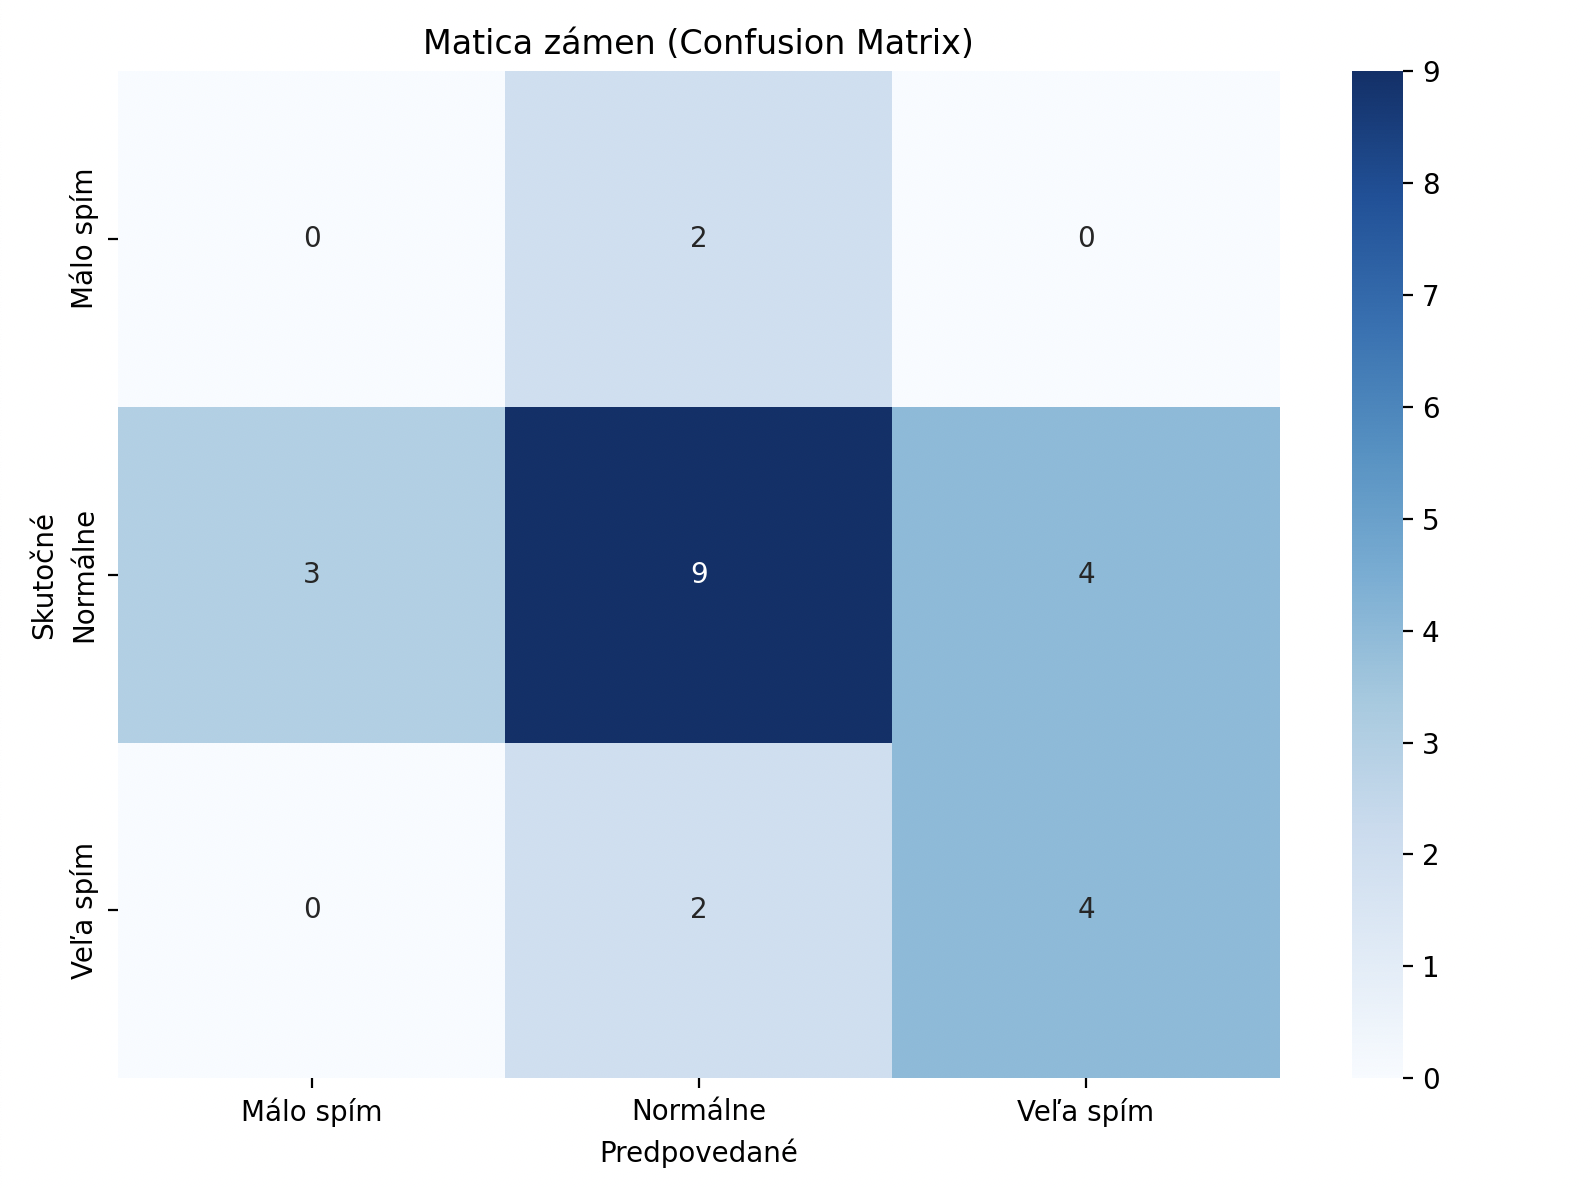 Matica zámen (Confusion Matrix)
Skutočné
Málo spím
0
2
0
Normálne
3
9
4
Veľa spím
0
2
4
Málo spím
Normálne
Veľa spím
Predpovedané
9
8
7
6
5
4
3
2
1
0